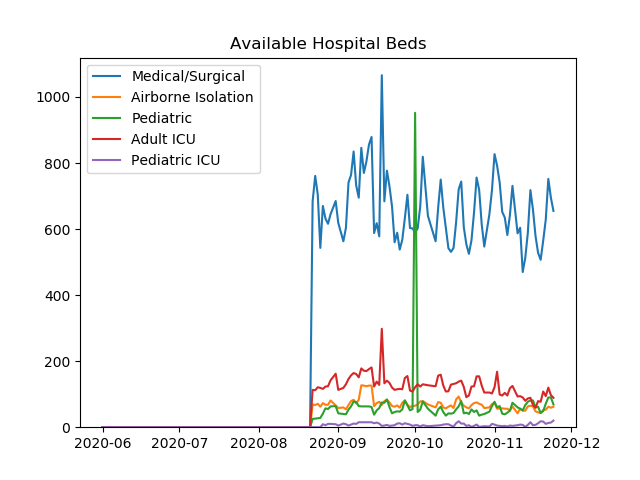 Available Hospital Beds
Medical/Surgical
Airborne Isolation
Pediatric
Adult ICU
Pediatric ICU
1000
800
600
400
200
0
2020-06 2020-07 2020-08 2020-09 2020-10 2020-11 2020-12